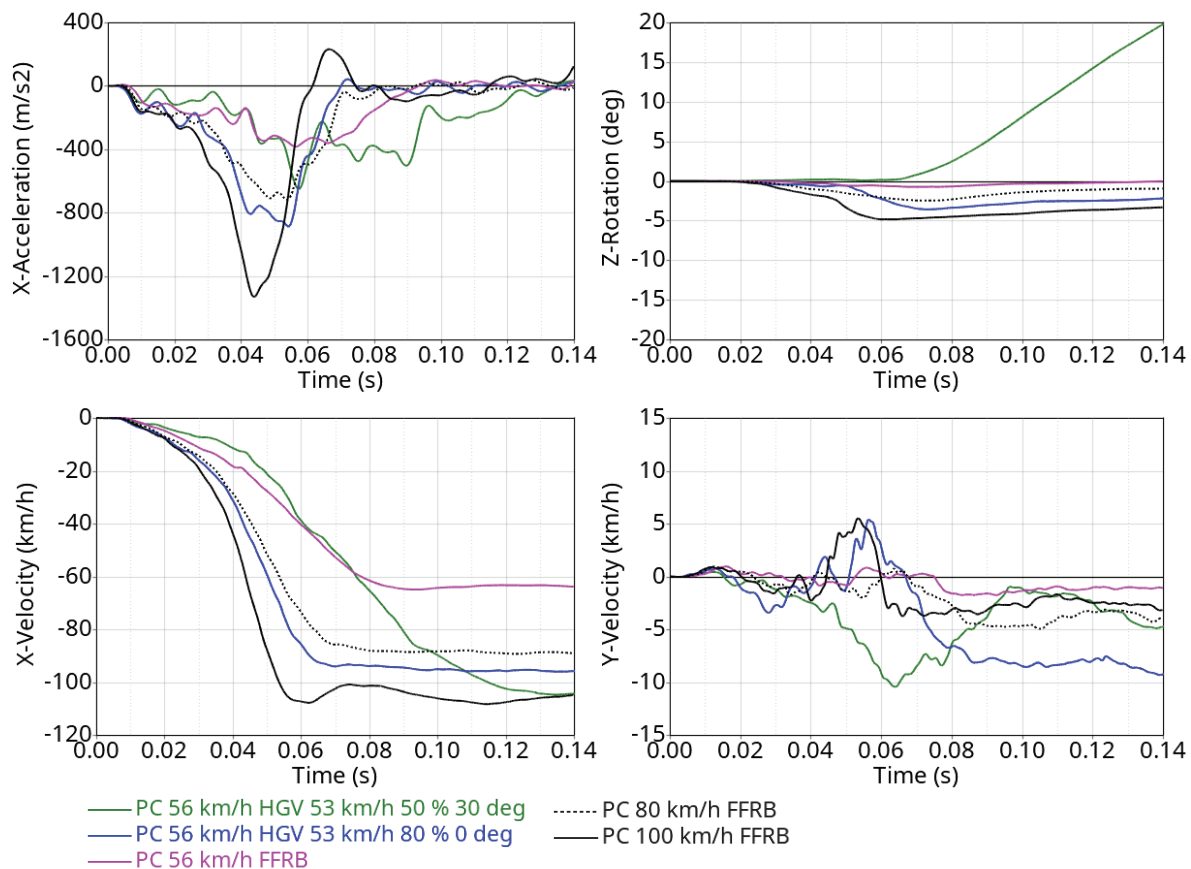 400
0
-400
-800
-1200
-1600
X-Acceleration (m/s2)
0.00 0.02 0.04 0.06 0.08 0.10 0.12 0.14
Time (s)
20
15
10
5
0
-5
-10
-15
-20
Z-Rotation (deg)
0.00 0.02 0.04 0.06 0.08 0.10 0.12 0.14
Time (s)
0
-20
-40
-60
-80
-100
-120
X-Velocity (km/h)
0.00 0.02 0.04 0.06 0.08 0.10 0.12 0.14
Time (s)
15
10
5
0
-5
-10
-15
Y-Velocity (km/h)
0.00 0.02 0.04 0.06 0.08 0.10 0.12 0.14
Time (s)
PC 56 km/h HGV 53 km/h 50 % 30 deg
PC 56 km/h HGV 53 km/h 80 % 0 deg
PC 56 km/h FFRB
PC 80 km/h FFRB
PC 100 km/h FFRB